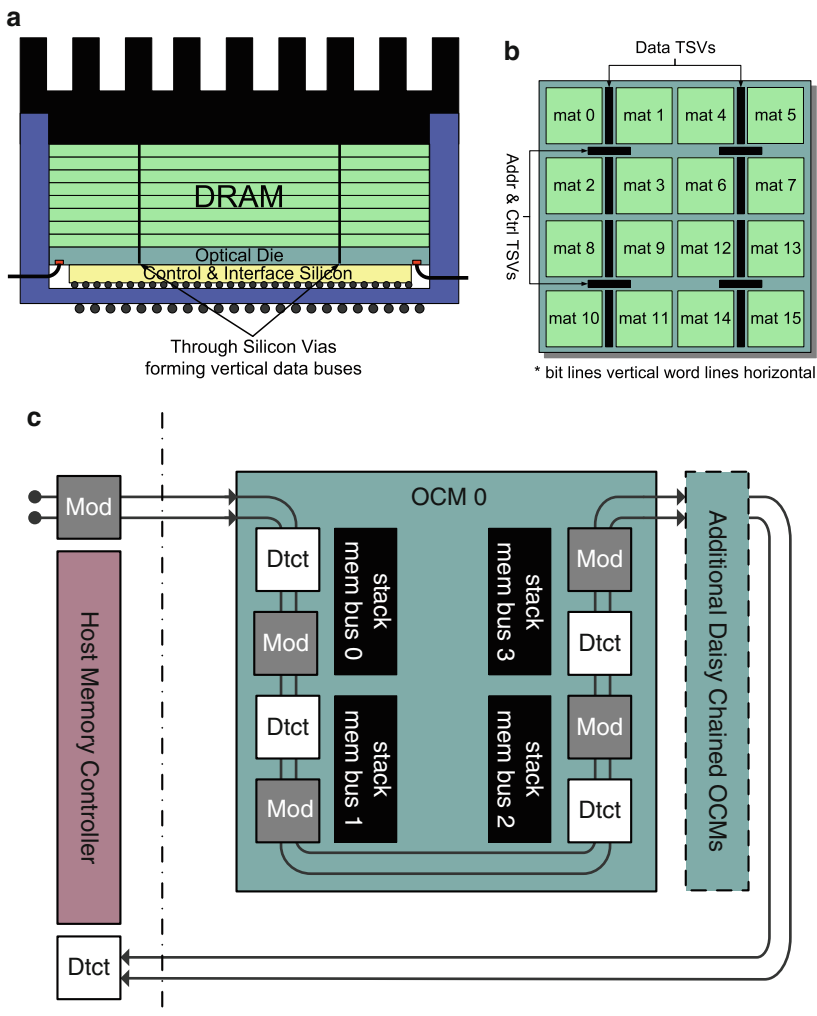 a
DRAM
Optical Die
Control & Interface Silicon
Through Silicon Vias
forming vertical data buses
b
Data TSVs
Addr & Ctrl TSVs
mat 0
mat 1
mat 4
mat 5
mat 2
mat 3
mat 6
mat 7
mat 8
mat 9
mat 12
mat 13
mat 10
mat 11
mat 14
mat 15
* bit lines vertical word lines horizontal
c
Mod
Host Memory Controller
Dtct
OCM 0
Dtct
Mod
Dtct
Mod
stack
mem bus 0
stack
mem bus 1
stack
mem bus 3
stack
mem bus 2
Mod
Dtct
Mod
Dtct
Additional Daisy Chained OCMs